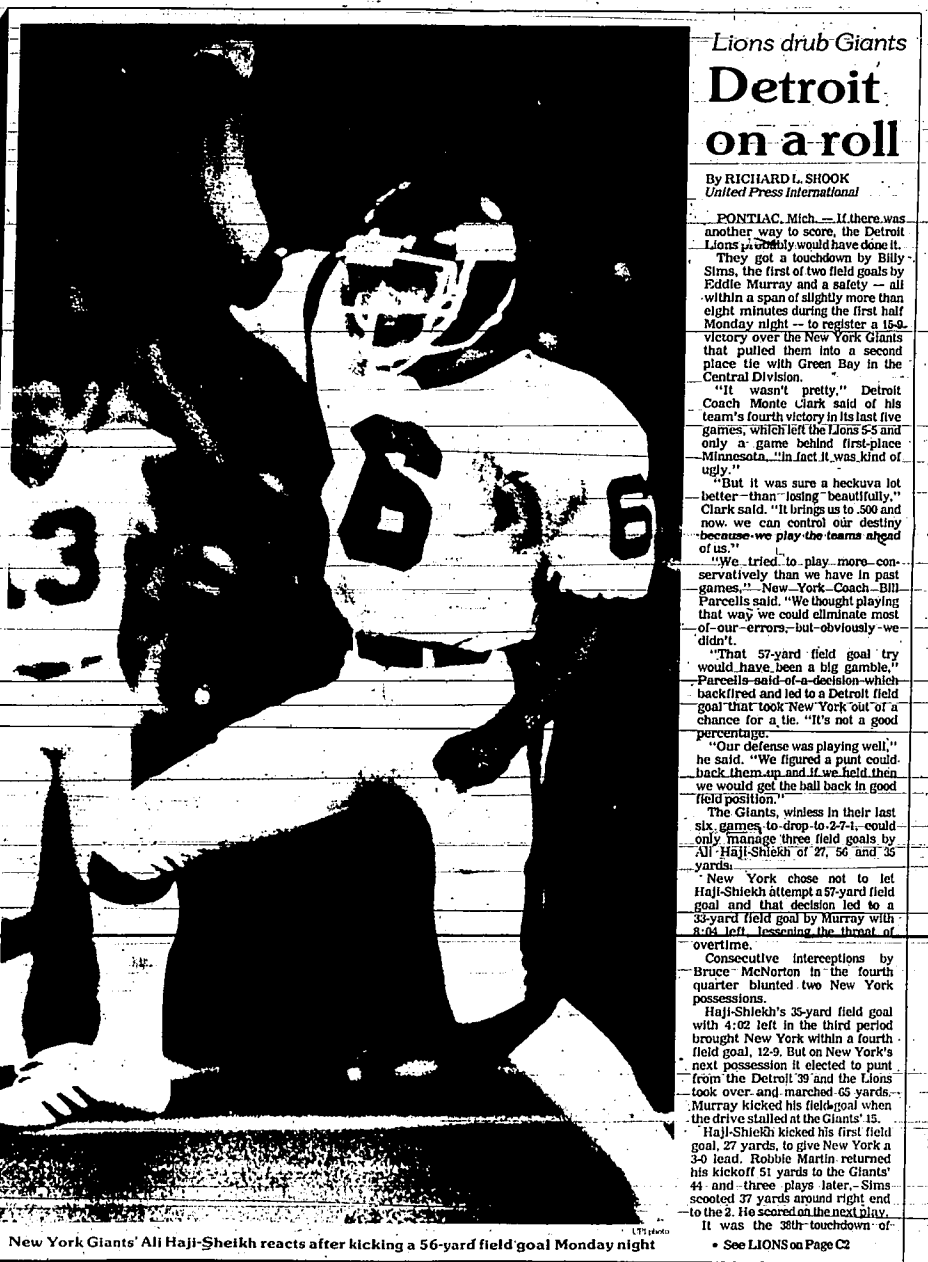 Lions drub Giants
Detroit
on a roll
By RICHARD L. SHOOK
United Press International
PONTIAC, Mich. — If there was
another way to score, the Detroit
Lions probably would have done it.
They got a touchdown by Billy
Sims, the first of two field goals by
Eddie Murray and a safety — all
within a span of slightly more than
eight minutes during the first half
Monday night -- to register a 15-9
victory over the New York Giants
that pulled them into a second
place tie with Green Bay in the
Central Division.
"It wasn't pretty," Detroit
Coach Monte Clark said of his
team's fourth victory in its last five
games, which left the Lions 5-5 and
only a game behind first-place
Minnesota. "In fact it was kind of
ugly."
"But it was sure a heckuva lot
better than losing beautifully,"
Clark said. "It brings us to .500 and
now we can control our destiny
because we play the teams ahead
of us."
"We tried to play more con-
servatively than we have in past
games," New York Coach Bill
Parcells said. "We thought playing
that way we could eliminate most
of our errors, but obviously we
didn't.
"That 57-yard field goal try
would have been a big gamble,"
Parcells said of a decision which
backfired and led to a Detroit field
goal that took New York out of a
chance for a tie. "It's not a good
percentage.
"Our defense was playing well,"
he said. "We figured a punt could
back them up and if we held then
we would get the ball back in good
field position."
The Giants, winless in their last
six games to drop to 2-7-1, could
only manage three field goals by
Ali Haji-Shiekh of 27, 56 and 35
yards.
New York chose not to let
Haji-Shiekh attempt a 57-yard field
goal and that decision led to a
33-yard field goal by Murray with
8:04 left, lessening the threat of
overtime.
Consecutive interceptions by
Bruce McNorton in the fourth
quarter blunted two New York
possessions.
Haji-Shiekh's 35-yard field goal
with 4:02 left in the third period
brought New York within a fourth
field goal, 12-9. But on New York's
next possession it elected to punt
from the Detroit 39 and the Lions
took over and marched 65 yards.
Murray kicked his field goal when
the drive stalled at the Giants' 15.
Haji-Shiekh kicked his first field
goal, 27 yards, to give New York a
3-0 lead. Robbie Martin returned
his kickoff 51 yards to the Giants'
44 and three plays later, Sims
scooted 37 yards around right end
to the 2. He scored on the next play.
It was the 38th touchdown of
• See LIONS on Page C2
6
6
3
UPI photo
New York Giants' Ali Haji-Sheikh reacts after kicking a 56-yard field goal Monday night